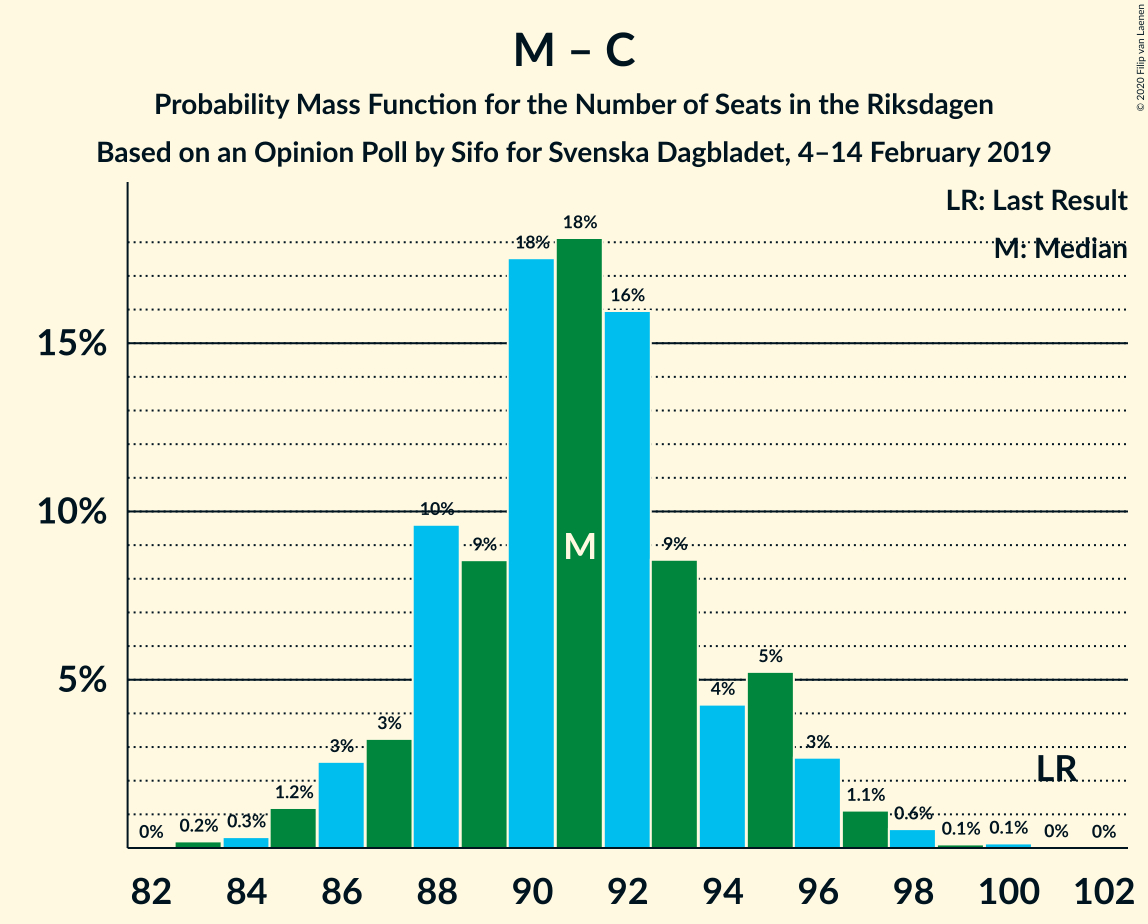 M – C
Probability Mass Function for the Number of Seats in the Riksdagen
Based on an Opinion Poll by Sifo for Svenska Dagbladet, 4–14 February 2019
© 2020 Filip van Laenen
LR: Last Result
M: Median
15%
10%
5%
0%
0.2%
0.3%
1.2%
3%
3%
10%
9%
18%
18%
16%
9%
4%
5%
3%
1.1%
0.6%
0.1%
0.1%
0%
0%
M
LR
82 84 86 88 90 92 94 96 98 100 102